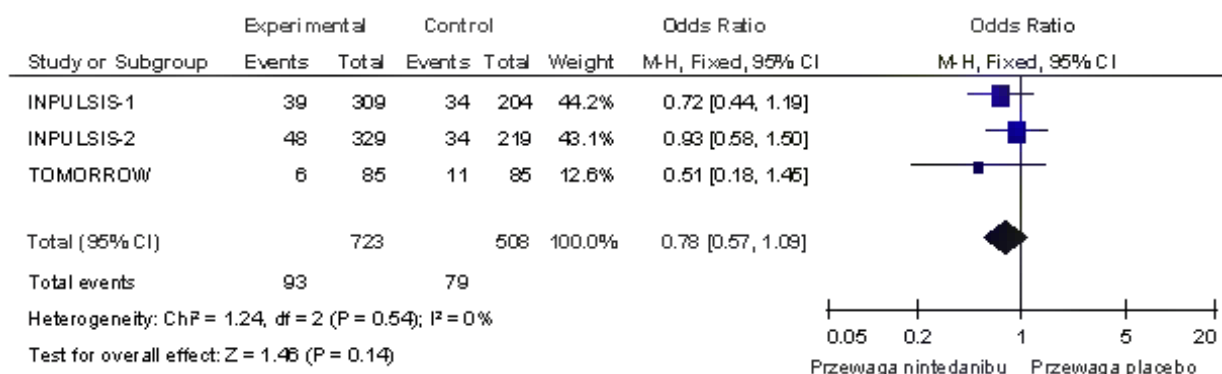 Experimental Control Odds Ratio Odds Ratio
Study or Subgroup Events Total Events Total Weight M-H, Fixed, 95% CI M-H, Fixed, 95% CI
INPULSIS-1 39 309 34 204 44.2% 0.72 [0.44, 1.19]
INPULSIS-2 48 329 34 219 43.1% 0.93 [0.58, 1.50]
TOMORROW 6 85 11 85 12.6% 0.51 [0.18, 1.45]
Total (95% CI) 723 508 100.0% 0.78 [0.57, 1.09]
Total events 93 79
Heterogeneity: Chi² = 1.24, df = 2 (P = 0.54); I² = 0%
Test for overall effect: Z = 1.46 (P = 0.14)
0.05 0.2 1 5 20
Przewaga nintedanibu Przewaga placebo